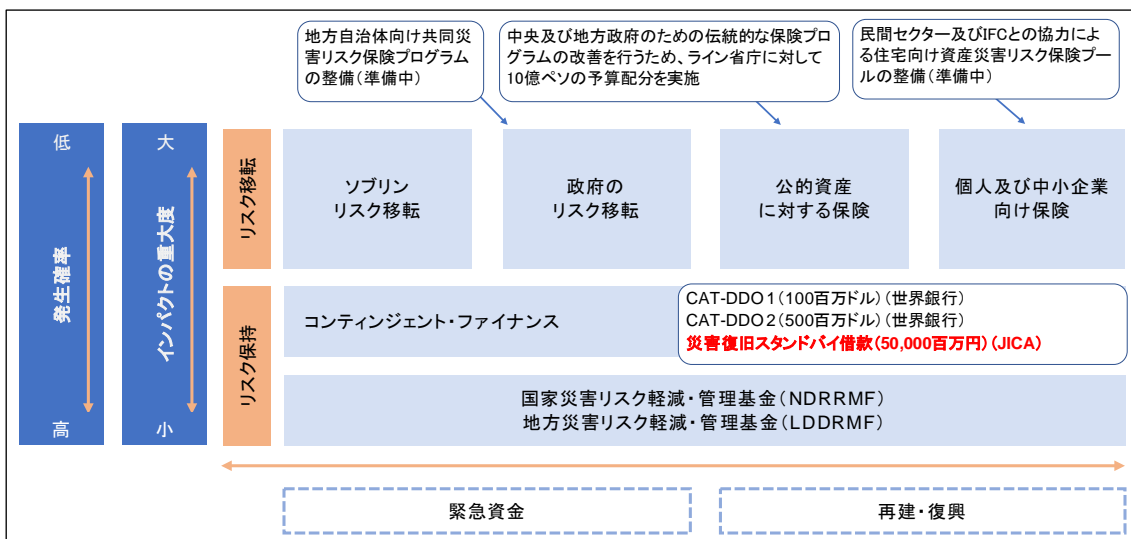 地方自治体向け共同災
害リスク保険プログラム
の整備(準備中)
中央及び地方政府のための伝統的な保険プロ
グラムの改善を行うため、ライン省庁に対して
10億ペソの予算配分を実施
民間セクター及びIFCとの協力によ
る住宅向け資産災害リスク保険プー
ルの整備(準備中)
低
発生確率
高
大
インパクトの重大度
小
リスク移転
ソブリン
リスク移転
政府の
リスク移転
公的資産
に対する保険
個人及び中小企業
向け保険
リスク保持
コンティンジェント・ファイナンス
CAT-DDO1(100百万ドル)(世界銀行)
CAT-DDO2(500百万ドル)(世界銀行)
災害復旧スタンドバイ借款(50,000百万円)(JICA)
国家災害リスク軽減・管理基金(NDRRMF)
地方災害リスク軽減・管理基金(LDDRMF)
緊急資金
再建・復興